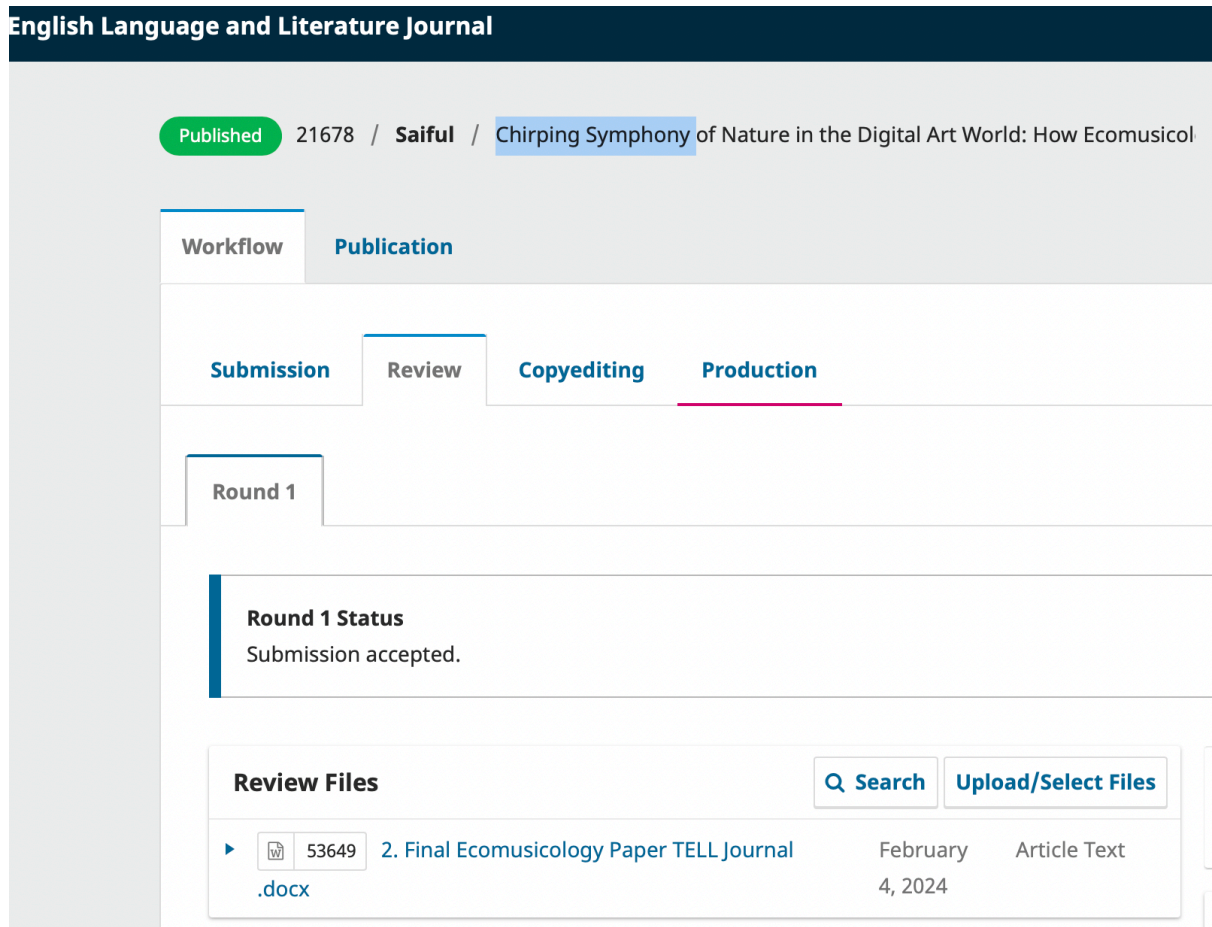 English Language and Literature Journal
Published 21678 / Saiful / Chirping Symphony of Nature in the Digital Art World: How Ecomusicol
Workflow Publication
Submission Review Copyediting Production
Round 1
Round 1 Status
Submission accepted.
Review Files Search Upload/Select Files
53649 2. Final Ecomusicology Paper TELL Journal February Article Text
.docx 4, 2024